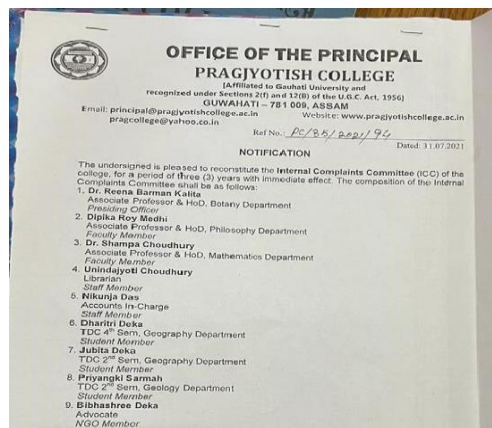 OFFICE OF THE PRINCIPAL
PRAGJYOTISH COLLEGE
[Affiliated to Gauhati University and
recognized under Sections 2(f) and 12(B) of the U.G.C. Act, 1956]
GUWAHATI – 781 009, ASSAM
Email: principal@pragjyotishcollege.ac.in Website: www.pragjyotishcollege.ac.in
pragcollege@yahoo.co.in
Ref No.: PC/85/2021/94
Dated: 31.07.2021
NOTIFICATION
The undersigned is pleased to reconstitute the Internal Complaints Committee (ICC) of the
college, for a period of three (3) years with immediate effect. The composition of the Internal
Complaints Committee shall be as follows:
1. Dr. Reena Barman Kalita
Associate Professor & HoD, Botany Department
Presiding Officer
2. Dipika Roy Medhi
Associate Professor & HoD, Philosophy Department
Faculty Member
3. Dr. Shampa Choudhury
Associate Professor & HoD, Mathematics Department
Faculty Member
4. Unindajyoti Choudhury
Librarian
Staff Member
5. Nikunja Das
Accounts In-Charge
Staff Member
6. Dharitri Deka
TDC 4th Sem, Geography Department
Student Member
7. Jubita Deka
TDC 2nd Sem, Geography Department
Student Member
8. Priyangki Sarmah
TDC 2nd Sem, Geology Department
Student Member
9. Bibhashree Deka
Advocate
NGO Member